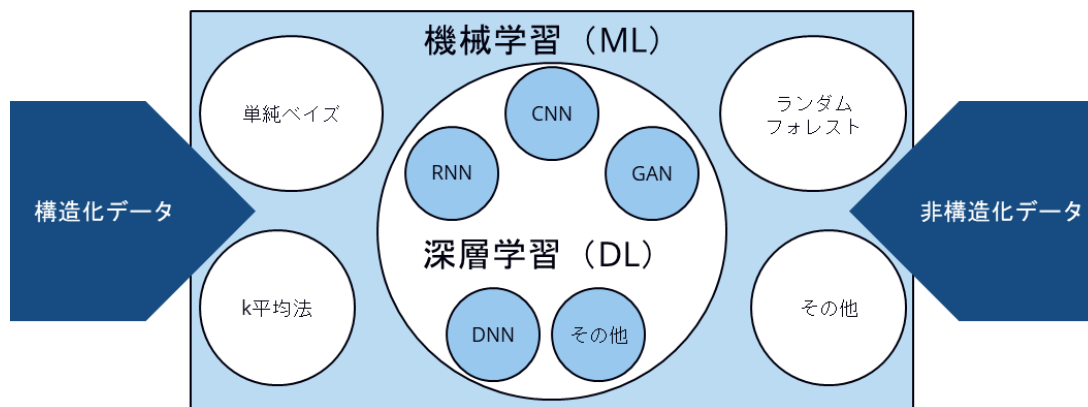 機械学習（ML）
単純ベイズ
CNN
ランダム
フォレスト
RNN
GAN
構造化データ
非構造化データ
深層学習（DL）
k平均法
DNN
その他
その他